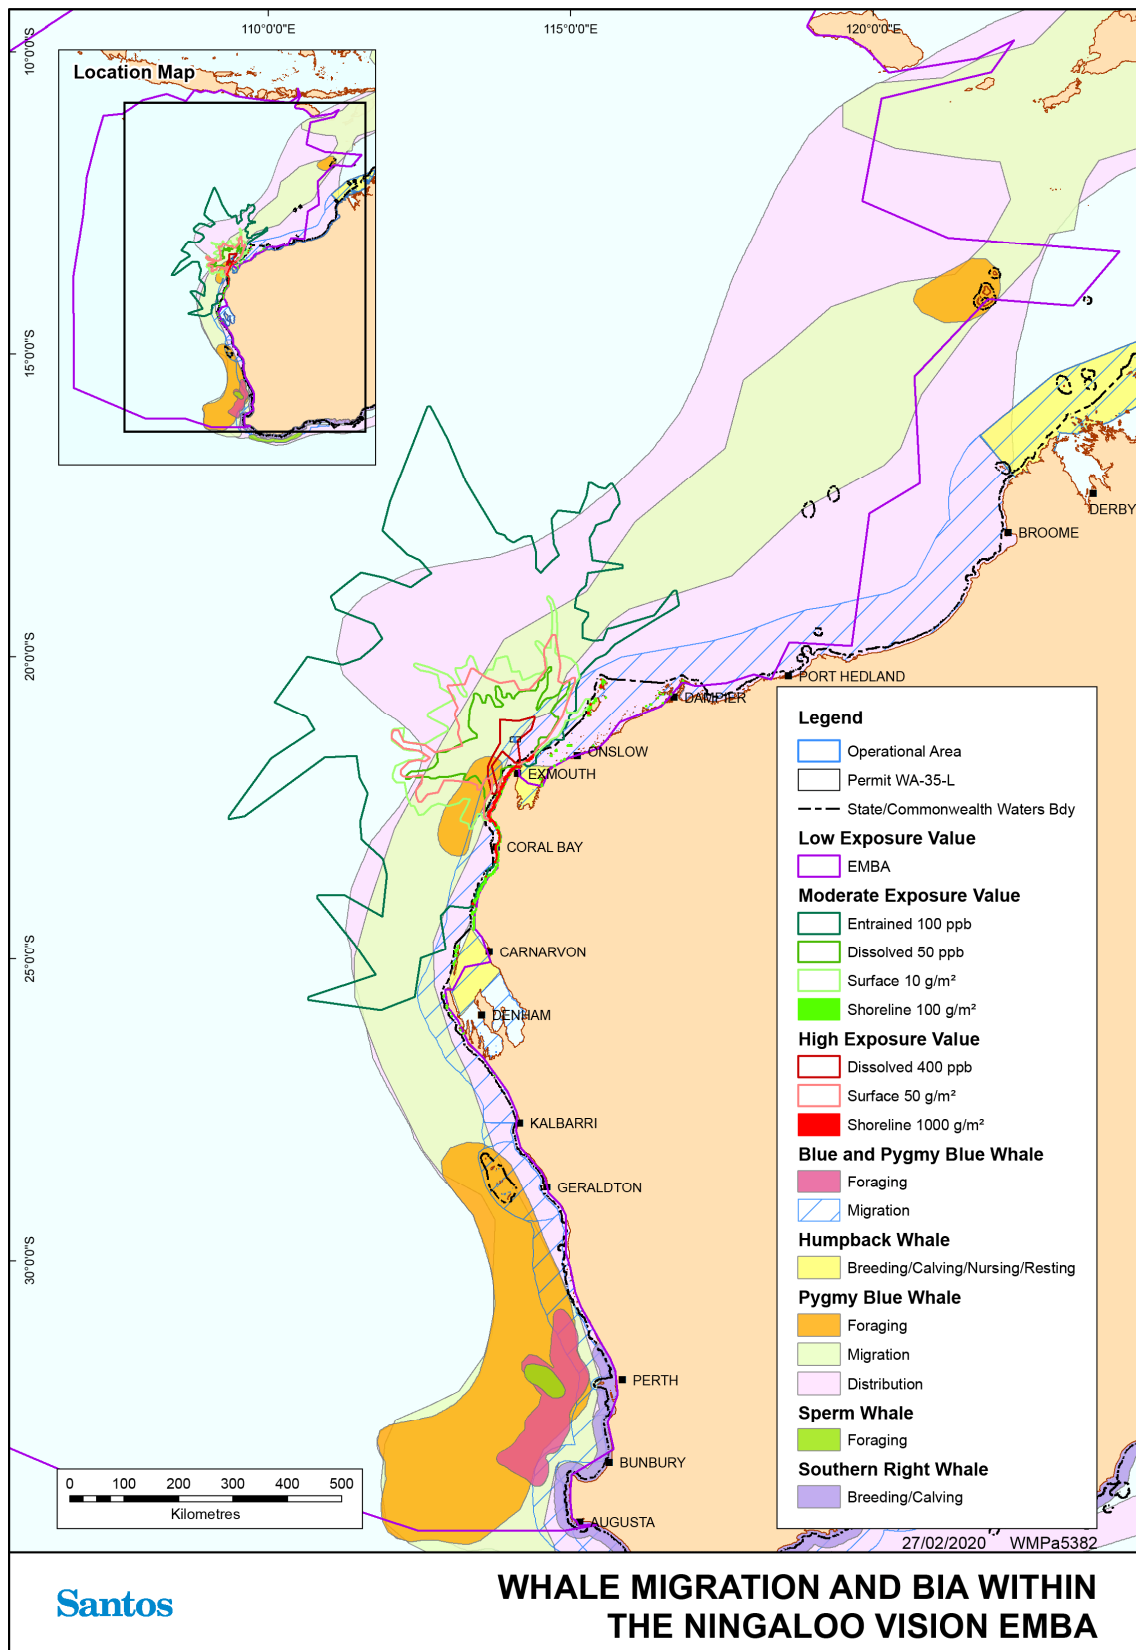 110°0'0"E
115°0'0"E
120°0'0"E
10°0'0"S
15°0'0"S
20°0'0"S
25°0'0"S
30°0'0"S
Location Map
DERBY
BROOME
PORT HEDLAND
DAMPIER
ONSLOW
EXMOUTH
CORAL BAY
CARNARVON
DENHAM
KALBARRI
GERALDTON
PERTH
BUNBURY
AUGUSTA
Legend
Operational Area
Permit WA-35-L
State/Commonwealth Waters Bdy
Low Exposure Value
EMBA
Moderate Exposure Value
Entrained 100 ppb
Dissolved 50 ppb
Surface 10 g/m²
Shoreline 100 g/m²
High Exposure Value
Dissolved 400 ppb
Surface 50 g/m²
Shoreline 1000 g/m²
Blue and Pygmy Blue Whale
Foraging
Migration
Humpback Whale
Breeding/Calving/Nursing/Resting
Pygmy Blue Whale
Foraging
Migration
Distribution
Sperm Whale
Foraging
Southern Right Whale
Breeding/Calving
0 100 200 300 400 500
Kilometres
27/02/2020 WMPa5382
Santos
WHALE MIGRATION AND BIA WITHIN
THE NINGALOO VISION EMBA